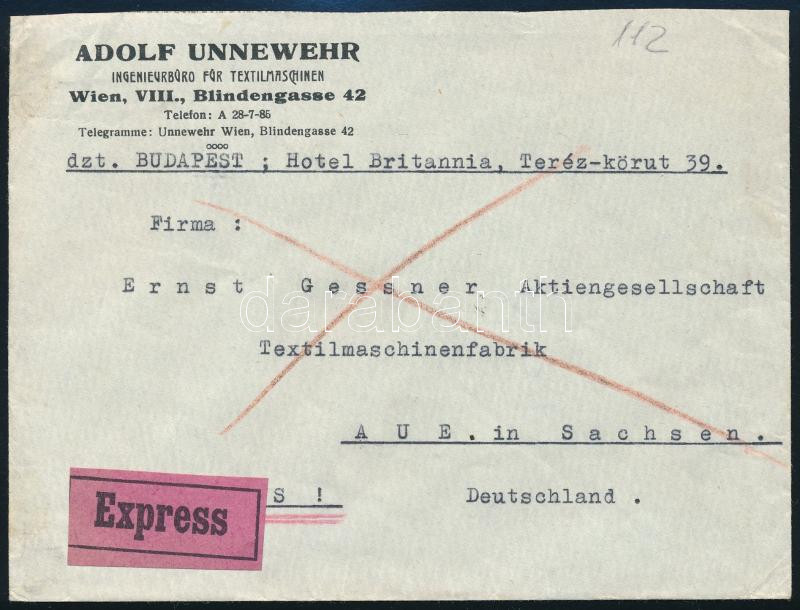 112
ADOLF UNNEWEHR
INGENIEURBÜRO FÜR TEXTILMASCHINEN
Wien, VIII., Blindengasse 42
Telefon: A 28-7-85
Telegramme: Unnewehr Wien, Blindengasse 42
dzt. BUDAPEST ; Hotel Britannia, Teréz-körut 39.
Firma :
Ernst Gessner Aktiengesellschaft
darabanth
Textilmaschinenfabrik
AUE. in Sachsen.
Express S !
Deutschland .